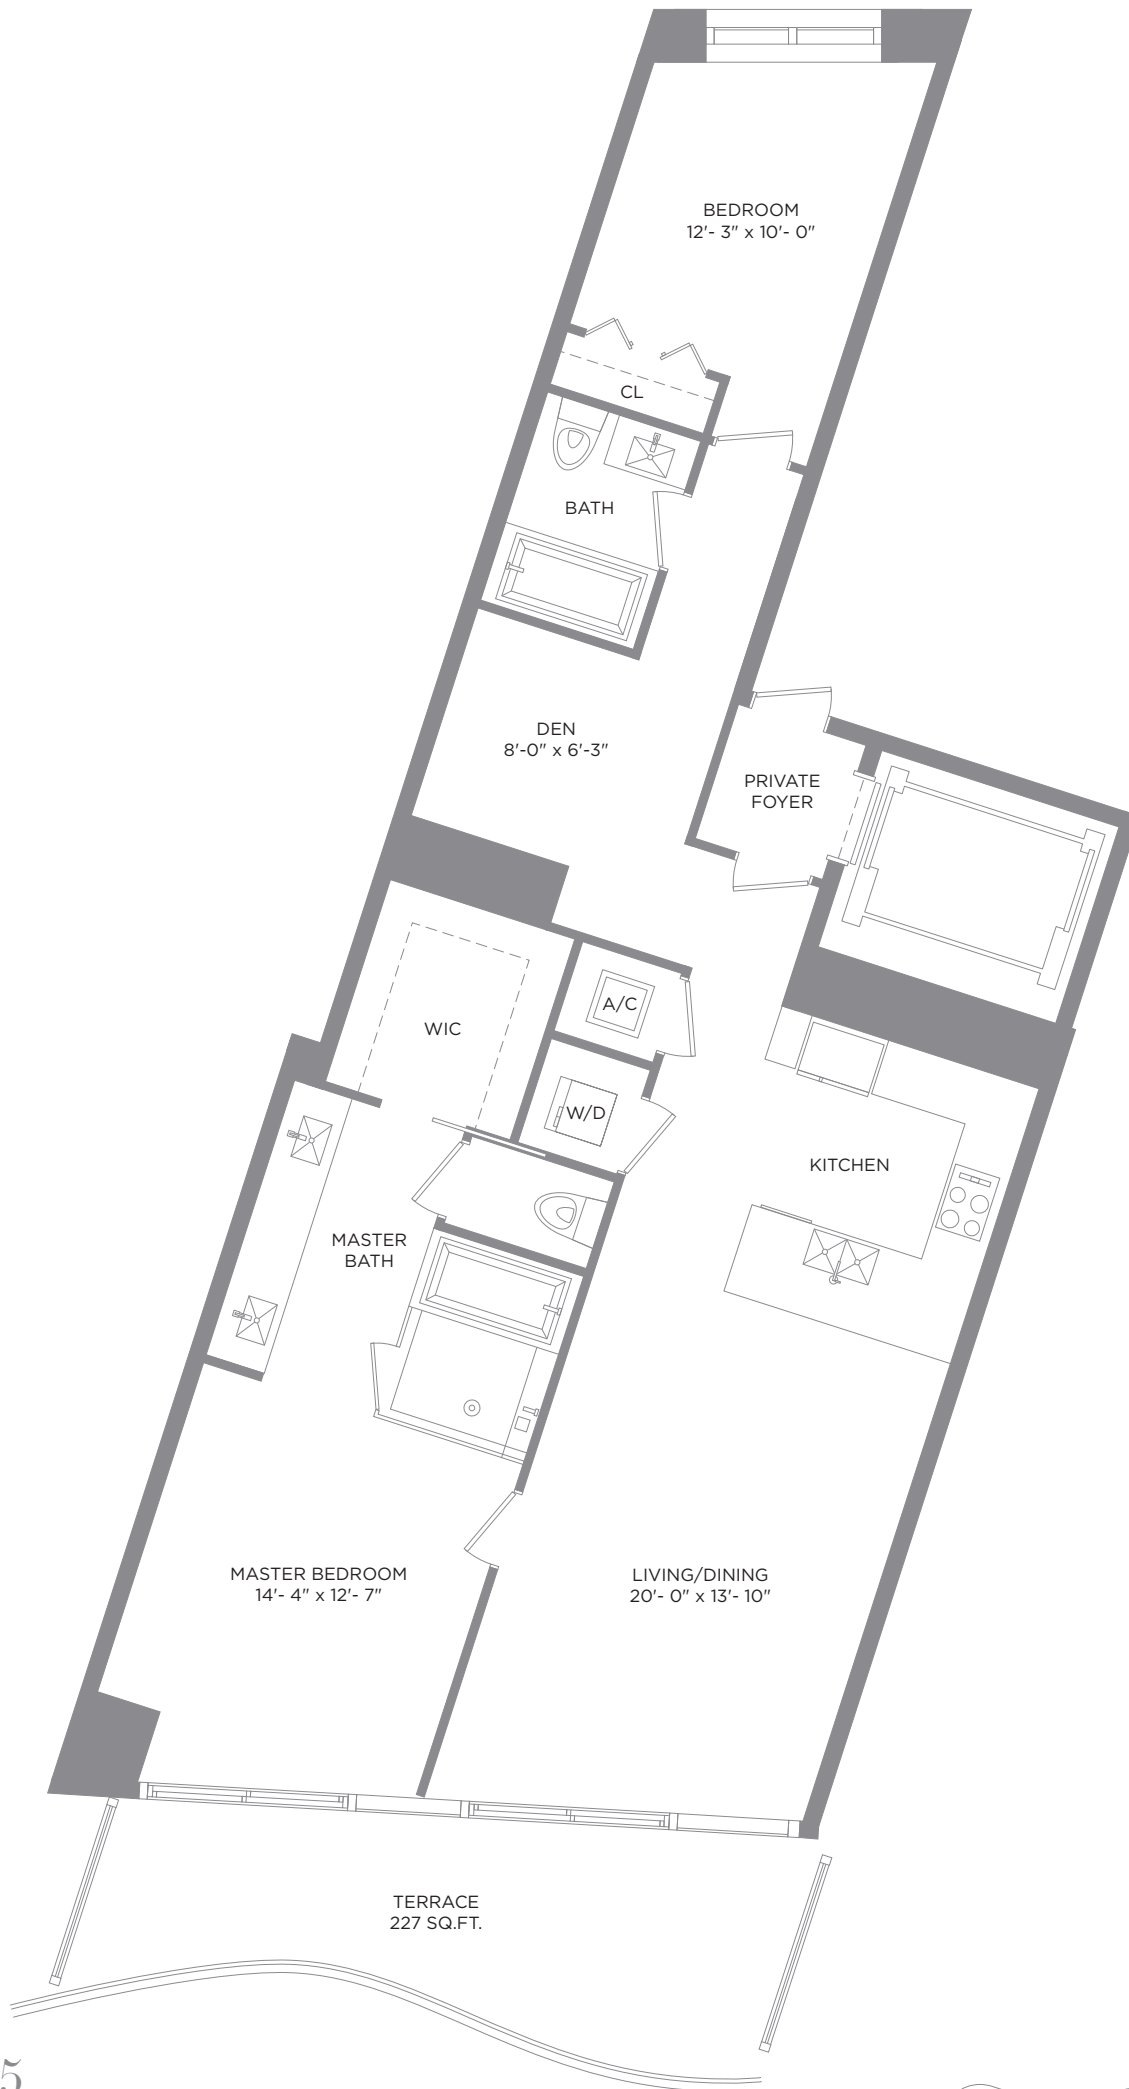 BEDROOM
12'- 3" x 10'- 0"
CL
BATH
DEN
8'-0" x 6'-3"
PRIVATE
FOYER
A/C
WIC
W/D
KITCHEN
MASTER
BATH
MASTER BEDROOM
14'- 4" x 12'- 7"
LIVING/DINING
20'- 0" x 13'- 10"
TERRACE
227 SQ.FT.
5